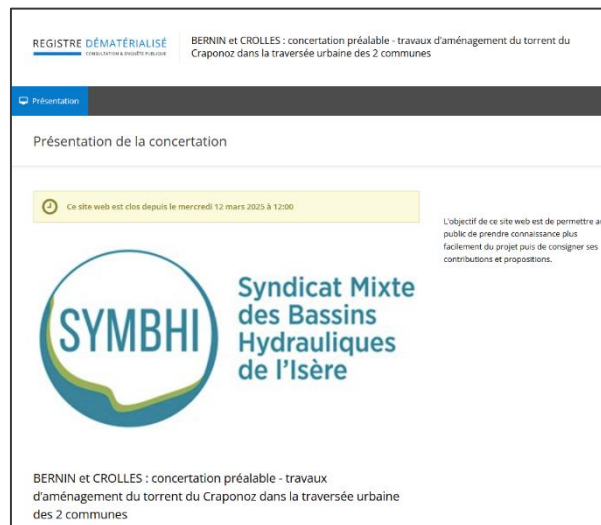 REGISTRE DÉMATÉRIALISÉ
CONSULTATION & ENQUÊTE PUBLIQUE
BERNIN et CROLLES : concertation préalable - travaux d'aménagement du torrent du
Craponoz dans la traversée urbaine des 2 communes
Présentation
Présentation de la concertation
Ce site web est clos depuis le mercredi 12 mars 2025 à 12:00
L'objectif de ce site web est de permettre au
public de prendre connaissance plus
facilement du projet puis de consigner ses
contributions et propositions.
SYMBHI
Syndicat Mixte
des Bassins
Hydrauliques
de l'Isère
BERNIN et CROLLES : concertation préalable - travaux
d'aménagement du torrent du Craponoz dans la traversée urbaine
des 2 communes